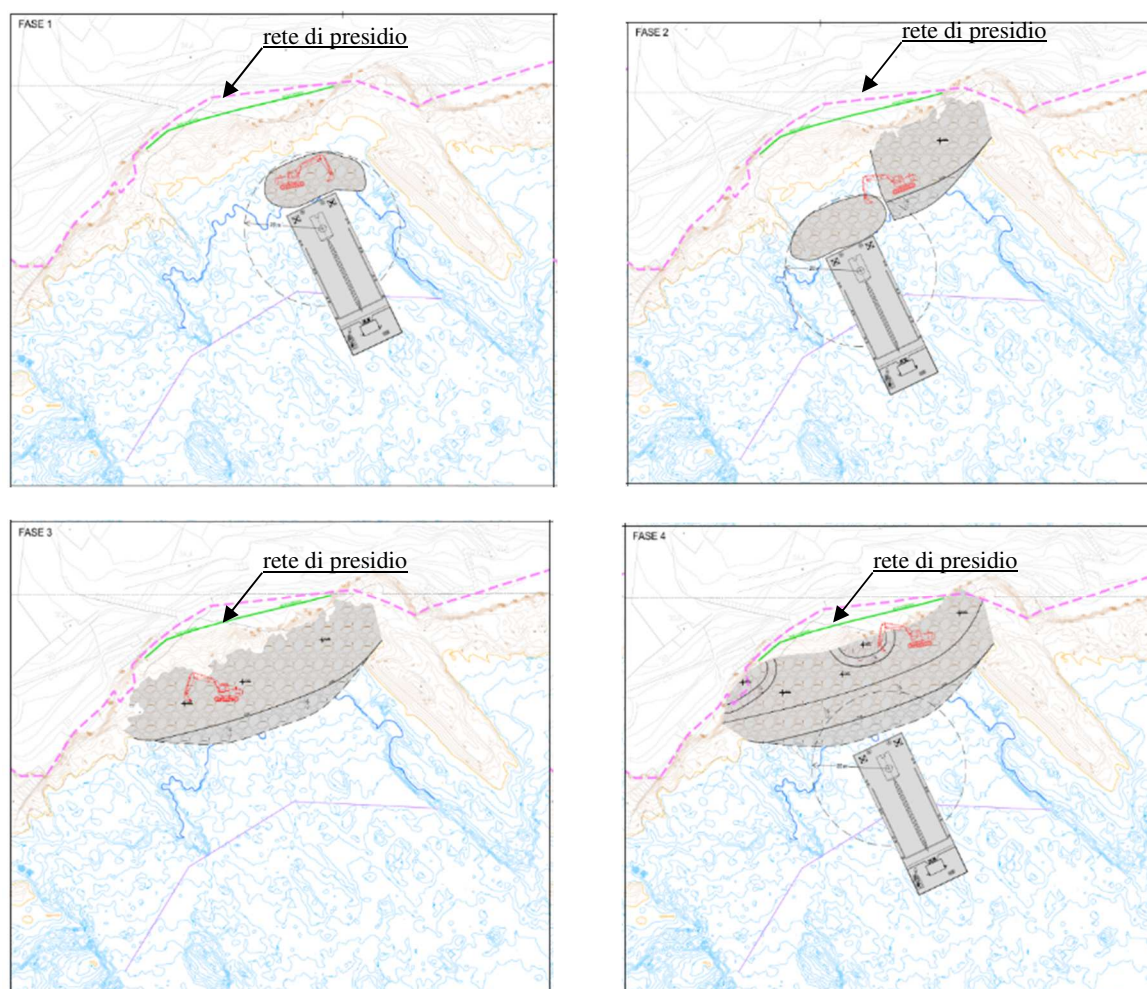 FASE 1
rete di presidio
FASE 2
rete di presidio
FASE 3
rete di presidio
FASE 4
rete di presidio